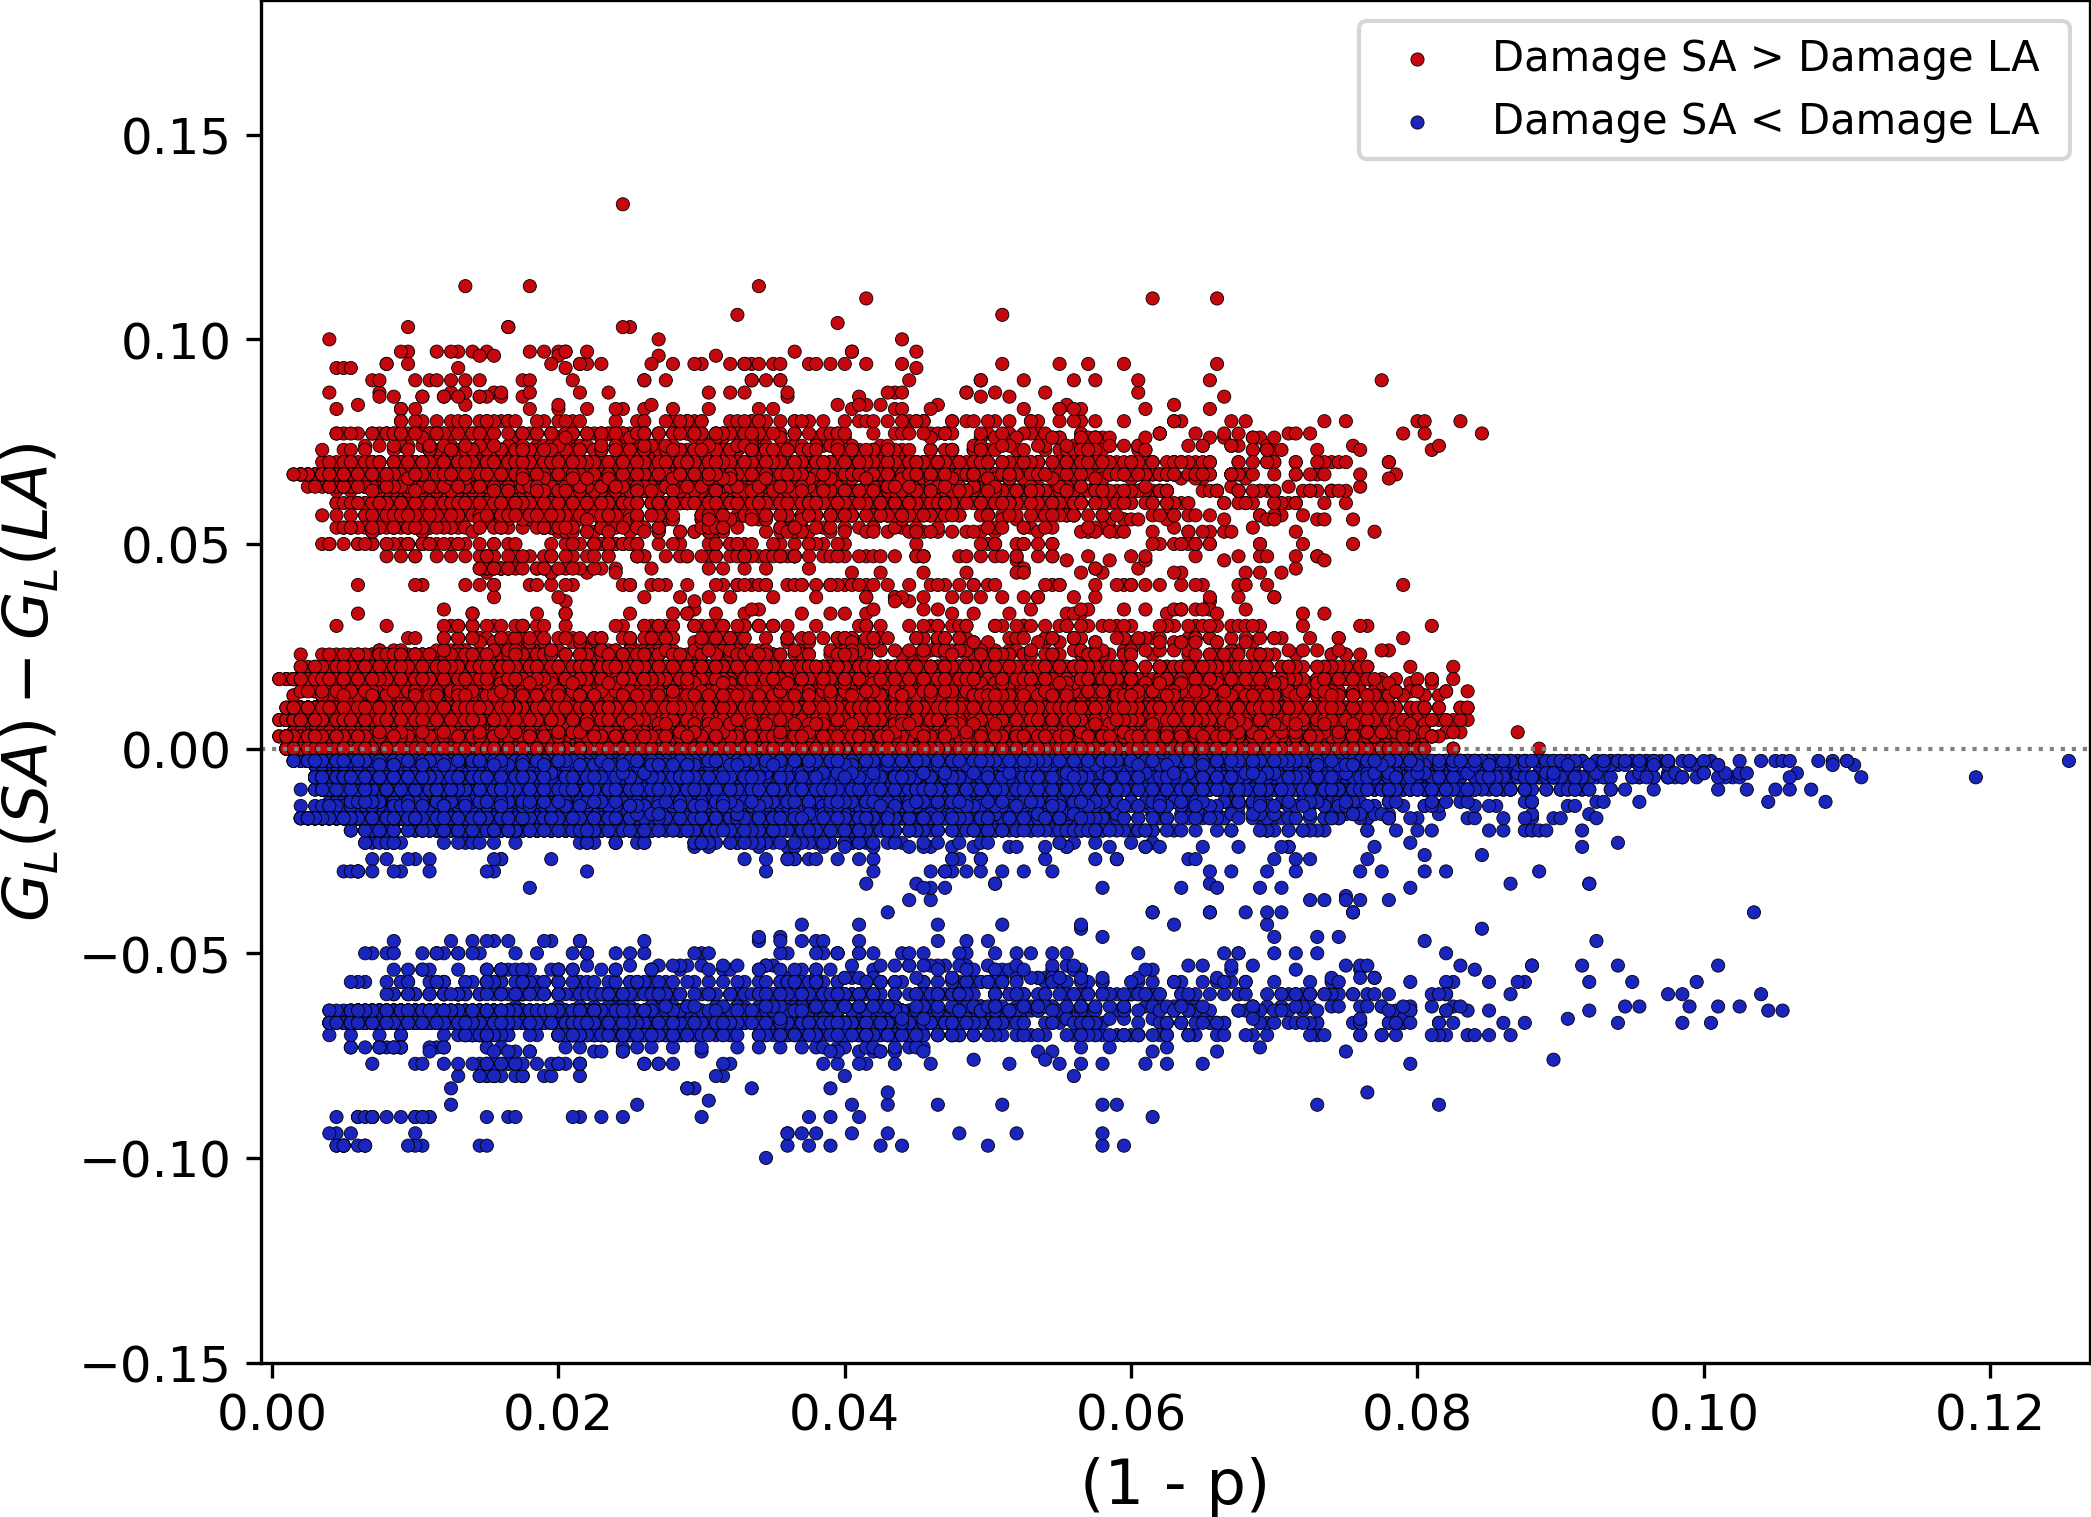 Damage SA > Damage LA
Damage SA < Damage LA
0.15
0.10
0.05
0.00
−0.05
−0.10
−0.15
G_L(SA) − G_L(LA)
0.00 0.02 0.04 0.06 0.08 0.10 0.12
(1 - p)